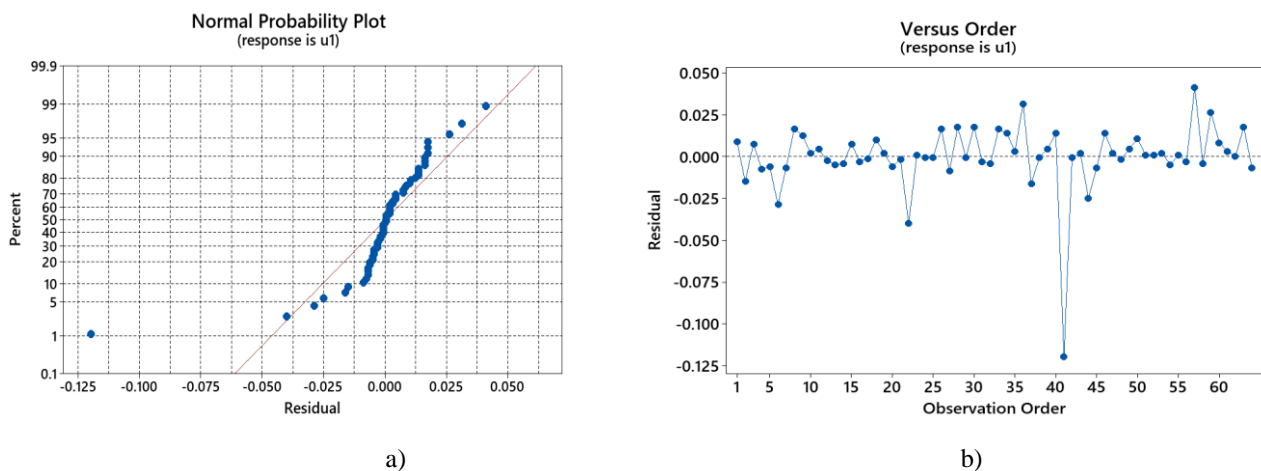 Normal Probability Plot
(response is u1)
99.9
99
95
90
80
70
60
50
40
30
20
10
5
1
0.1
Percent
-0.125 -0.100 -0.075 -0.050 -0.025 0.000 0.025 0.050
Residual
a)
Versus Order
(response is u1)
0.050
0.025
0.000
-0.025
-0.050
-0.075
-0.100
-0.125
Residual
1 5 10 15 20 25 30 35 40 45 50 55 60
Observation Order
b)